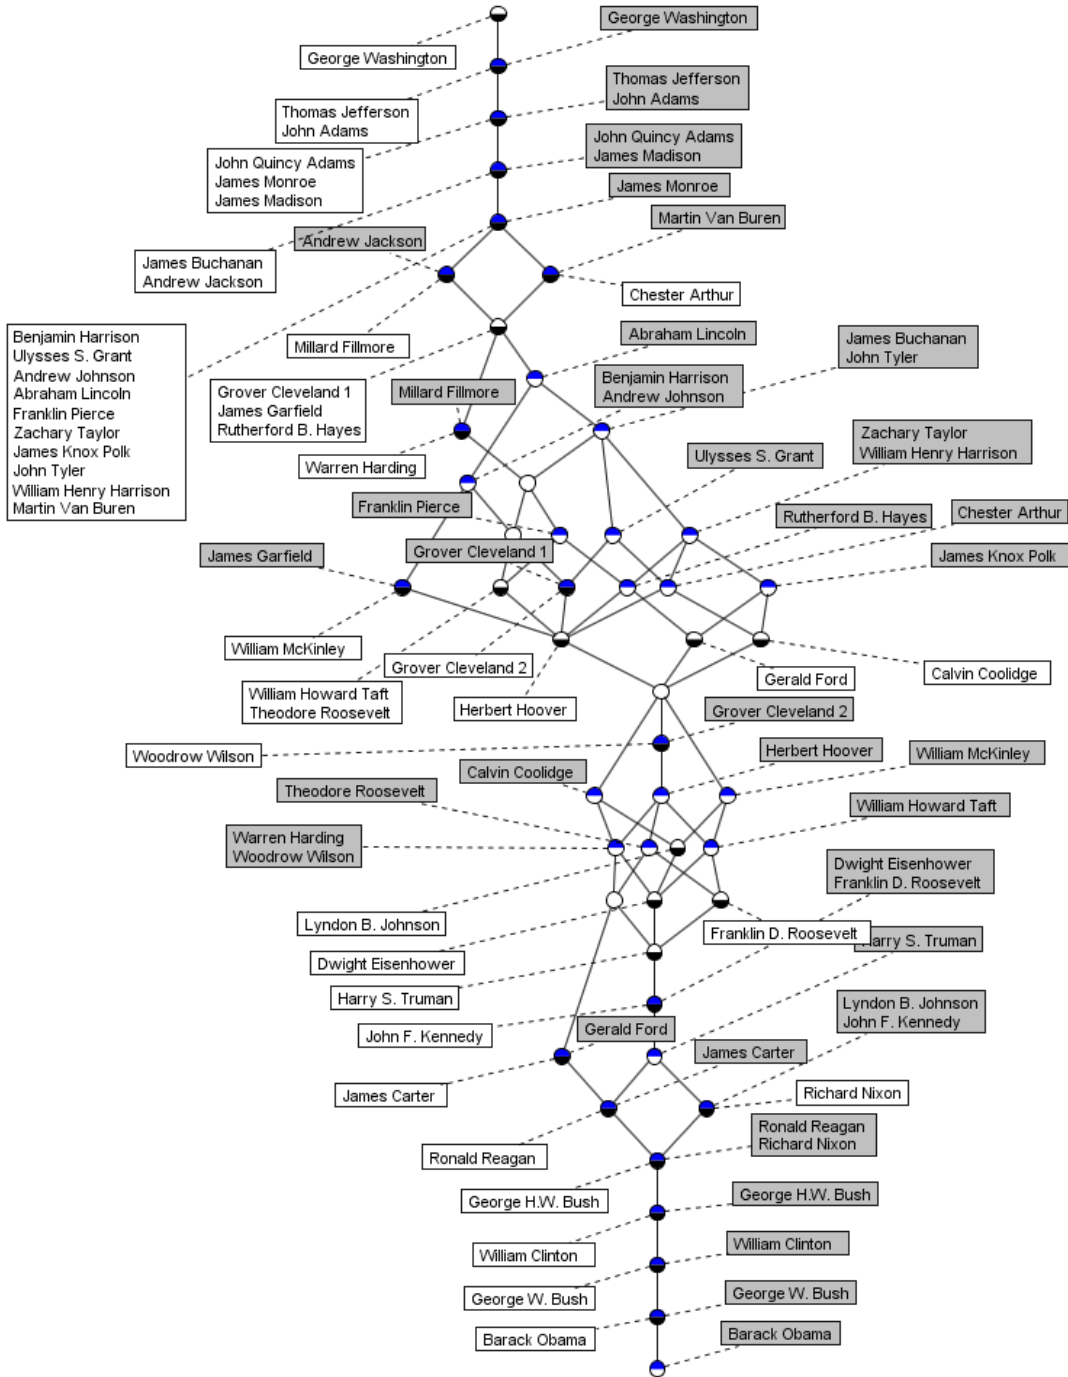 George Washington
George Washington
Thomas Jefferson
John Adams
Thomas Jefferson
John Adams
John Quincy Adams
James Madison
John Quincy Adams
James Monroe
James Madison
James Monroe
Martin Van Buren
Andrew Jackson
James Buchanan
Andrew Jackson
Chester Arthur
Benjamin Harrison
Ulysses S. Grant
Andrew Johnson
Abraham Lincoln
Franklin Pierce
Zachary Taylor
James Knox Polk
John Tyler
William Henry Harrison
Martin Van Buren
Millard Fillmore
Abraham Lincoln
James Buchanan
John Tyler
Grover Cleveland 1
James Garfield
Rutherford B. Hayes
Millard Fillmore
Benjamin Harrison
Andrew Johnson
Zachary Taylor
William Henry Harrison
Warren Harding
Ulysses S. Grant
Franklin Pierce
Rutherford B. Hayes
Chester Arthur
James Garfield
Grover Cleveland 1
James Knox Polk
William McKinley
Grover Cleveland 2
Gerald Ford
Calvin Coolidge
William Howard Taft
Theodore Roosevelt
Herbert Hoover
Grover Cleveland 2
Woodrow Wilson
Herbert Hoover
William McKinley
Calvin Coolidge
Theodore Roosevelt
William Howard Taft
Warren Harding
Woodrow Wilson
Dwight Eisenhower
Franklin D. Roosevelt
Lyndon B. Johnson
Franklin D. Roosevelt
Harry S. Truman
Dwight Eisenhower
Harry S. Truman
Lyndon B. Johnson
John F. Kennedy
John F. Kennedy
Gerald Ford
James Carter
James Carter
Richard Nixon
Ronald Reagan
Richard Nixon
Ronald Reagan
George H.W. Bush
George H.W. Bush
William Clinton
William Clinton
George W. Bush
George W. Bush
Barack Obama
Barack Obama